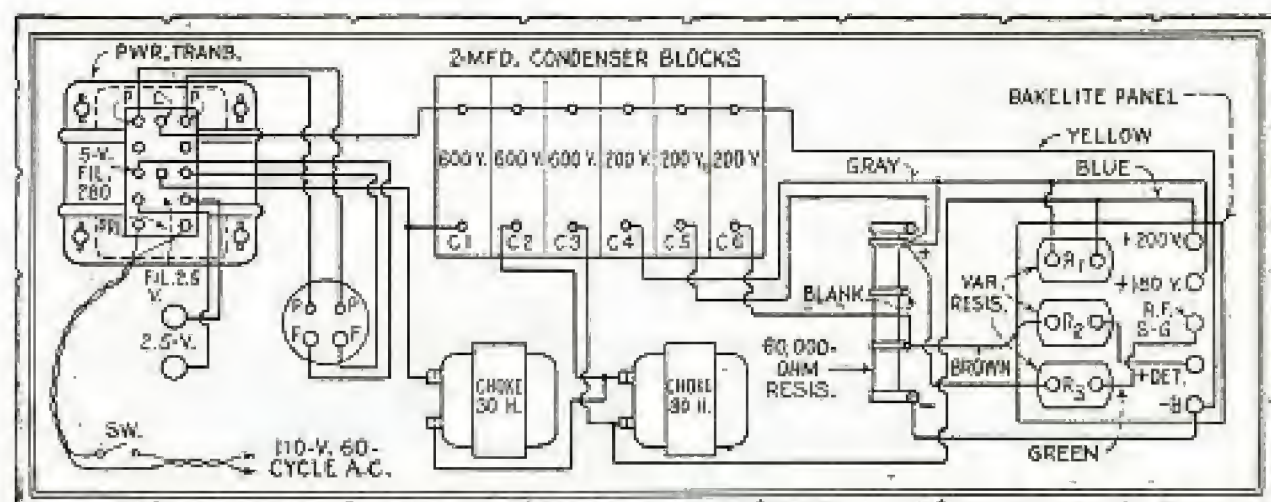 PWR. TRANS.
2-MFD. CONDENSER BLOCKS
BAKELITE PANEL
P
C
P
YELLOW
600 V.
600 V.
600 V.
200 V.
200 V.
200 V.
GRAY
BLUE
5-V.
FIL.
280
PRI.
C1
C2
C3
C4
C5
C6
+
R1
+200 V.
+180 V.
FIL. 2.5
V.
2.5-V.
P
P
F
F
BLANK
VAR.
RESIS.
R2
R.F.
S-G
60,000-
OHM
RESIS.
BROWN
R3
+DET.
-B
-
CHOKE
30 H.
CHOKE
30 H.
SW.
110-V. 60-
CYCLE A.C.
GREEN